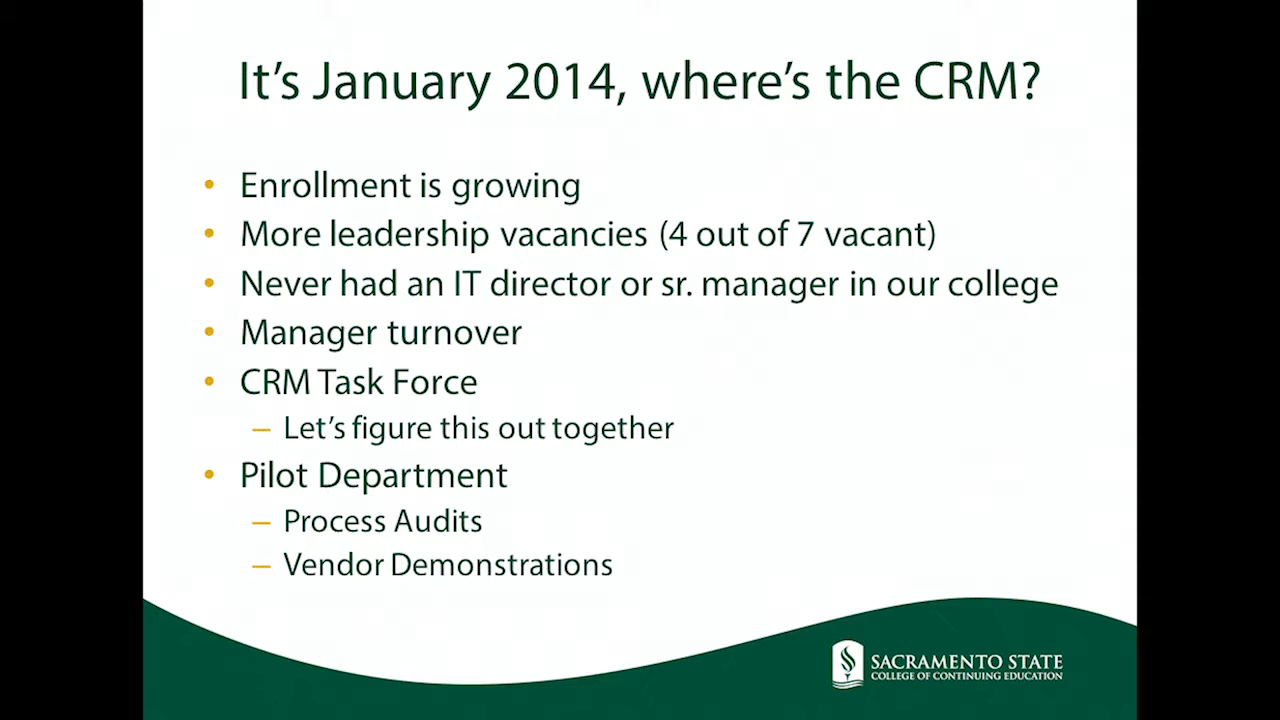 It's January 2014, where's the CRM?
• Enrollment is growing
• More leadership vacancies (4 out of 7 vacant)
• Never had an IT director or sr. manager in our college
• Manager turnover
• CRM Task Force
– Let's figure this out together
• Pilot Department
– Process Audits
– Vendor Demonstrations
SACRAMENTO STATE
COLLEGE OF CONTINUING EDUCATION